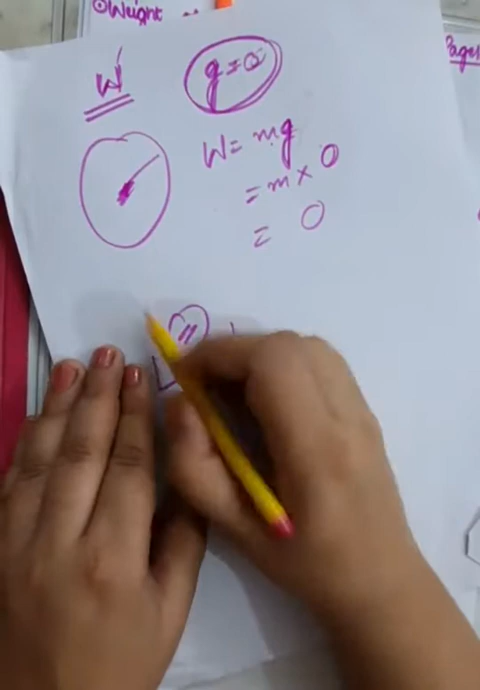 Weight
Page
W
g = 0
W = mg
= m × 0
= 0